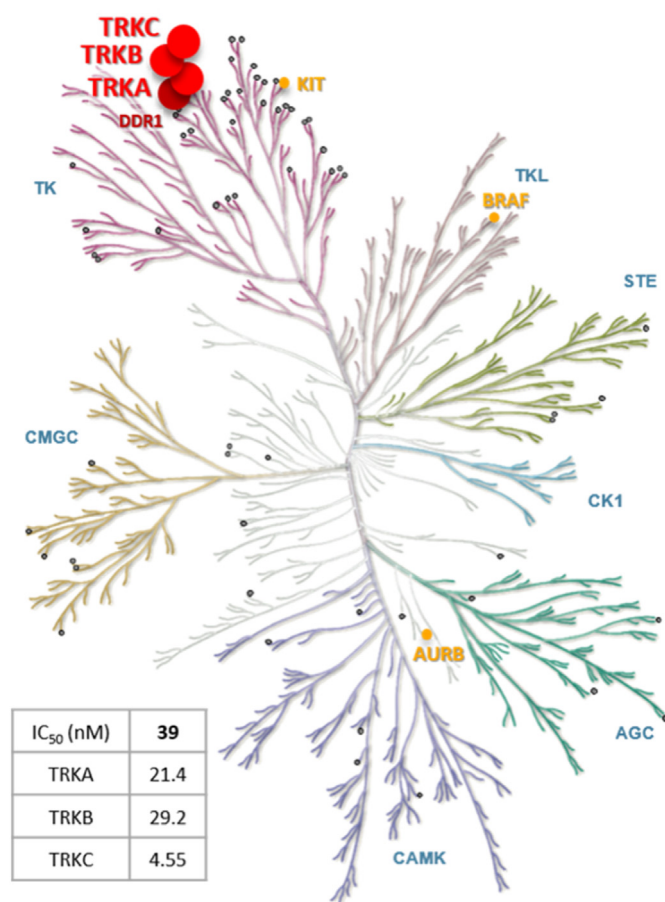 TRKC
TRKB
TRKA
DDR1
KIT
TK
TKL
BRAF
STE
CMGC
CK1
AURB
AGC
CAMK
IC₅₀ (nM) 39
TRKA 21.4
TRKB 29.2
TRKC 4.55